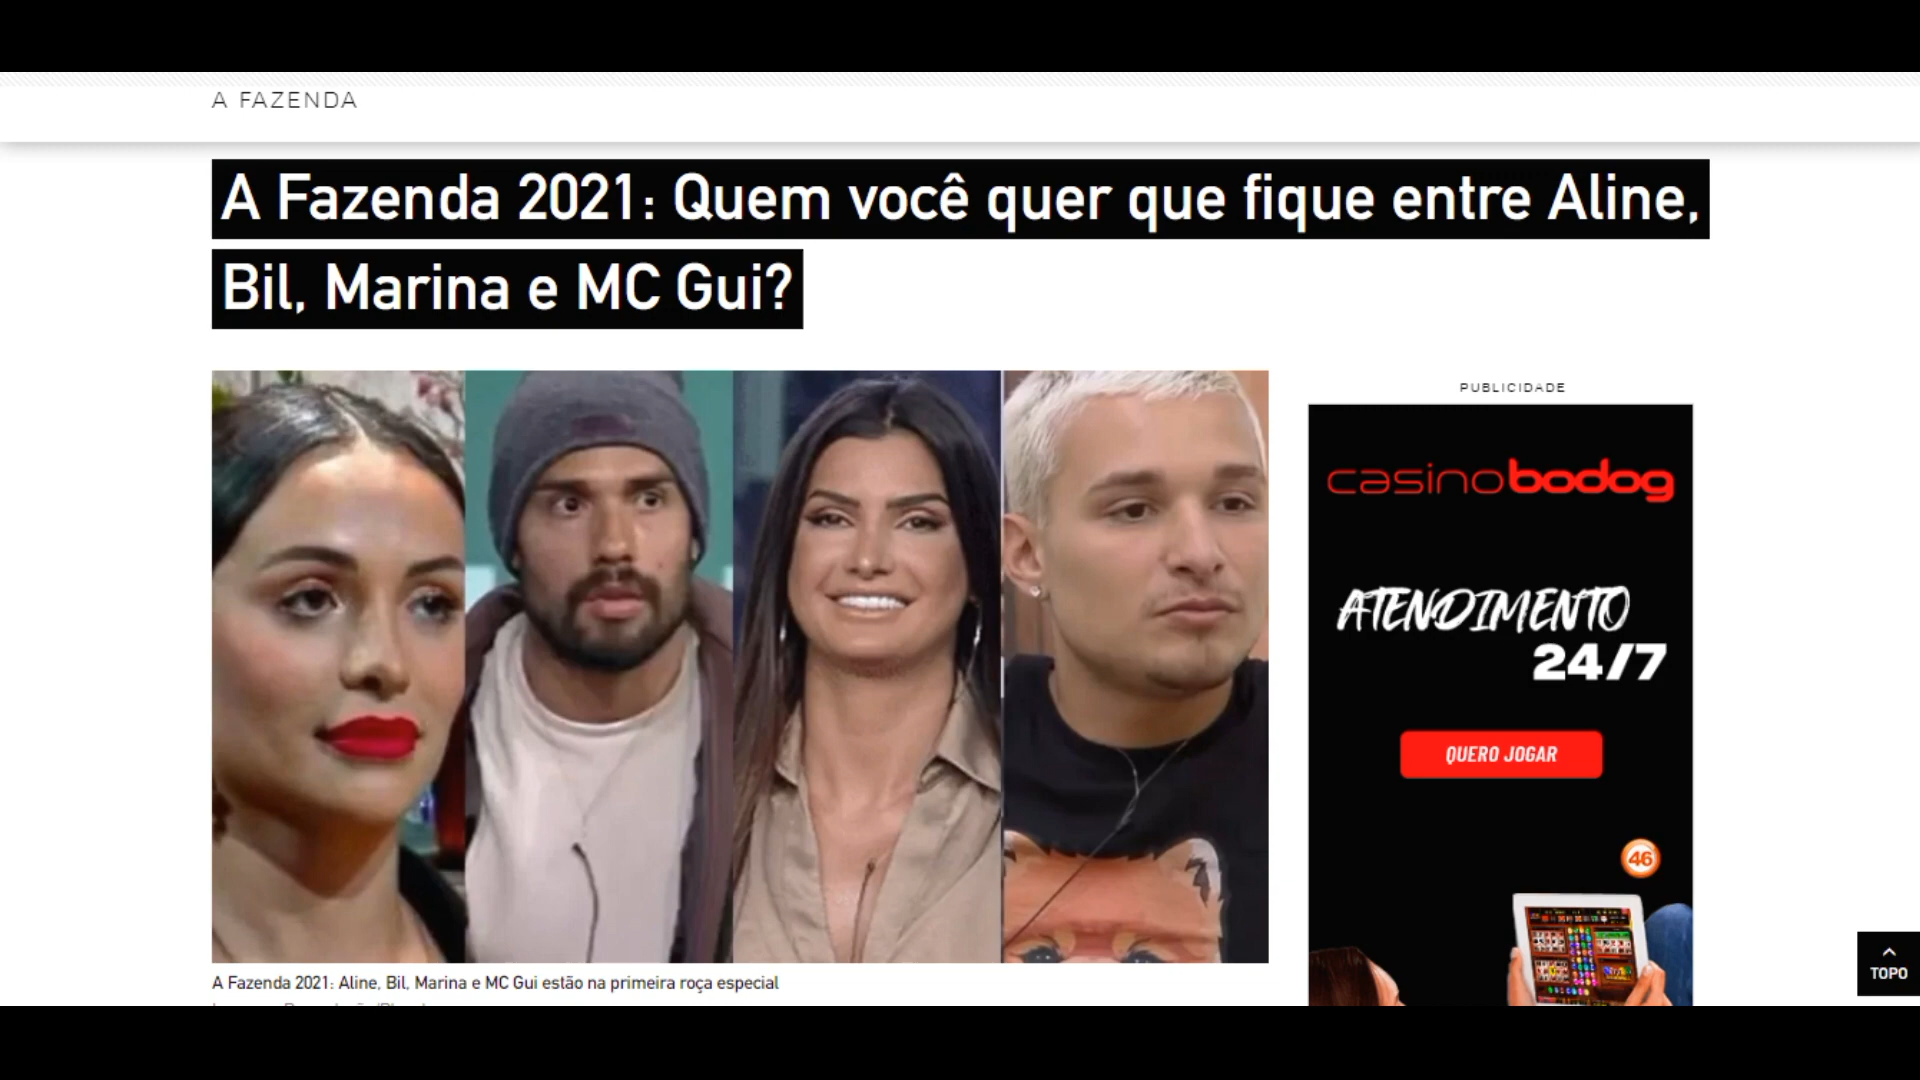 A FAZENDA
A Fazenda 2021: Quem você quer que fique entre Aline,
Bil, Marina e MC Gui?
PUBLICIDADE
casinobodog
ATENDIMENTO
24/7
QUERO JOGAR
46
A Fazenda 2021: Aline, Bil, Marina e MC Gui estão na primeira roça especial
TOPO